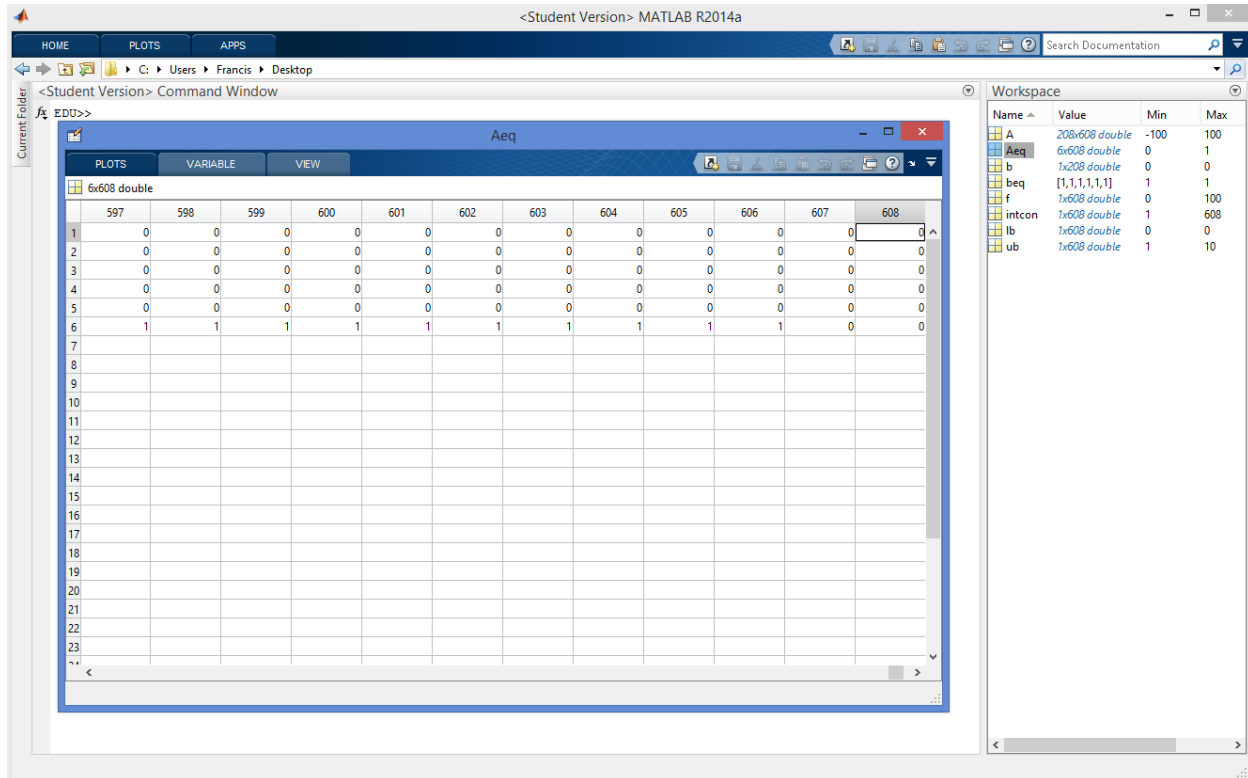 <Student Version> MATLAB R2014a
HOME PLOTS APPS Search Documentation
C: Users Francis Desktop
Current Folder
<Student Version> Command Window
fx EDU>>
Aeq
PLOTS VARIABLE VIEW
6x608 double
597 598 599 600 601 602 603 604 605 606 607 608
1 0 0 0 0 0 0 0 0 0 0 0 0
2 0 0 0 0 0 0 0 0 0 0 0 0
3 0 0 0 0 0 0 0 0 0 0 0 0
4 0 0 0 0 0 0 0 0 0 0 0 0
5 0 0 0 0 0 0 0 0 0 0 0 0
6 1 1 1 1 1 1 1 1 1 1 0 0
7
8
9
10
11
12
13
14
15
16
17
18
19
20
21
22
23
Workspace
Name Value Min Max
A 208x608 double -100 100
Aeq 6x608 double 0 1
b 1x208 double 0 0
beq [1,1,1,1,1,1] 1 1
f 1x608 double 0 100
intcon 1x608 double 1 608
lb 1x608 double 0 0
ub 1x608 double 1 10